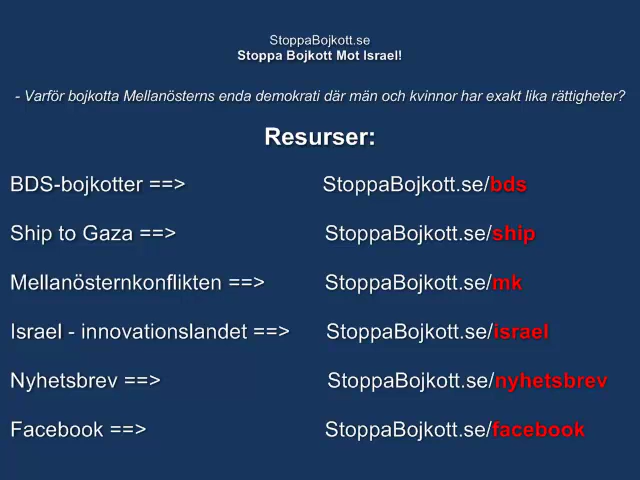 StoppaBojkott.se
Stoppa Bojkott Mot Israel!
- Varför bojkotta Mellanösterns enda demokrati där män och kvinnor har exakt lika rättigheter?
Resurser:
BDS-bojkotter ==> StoppaBojkott.se/bds
Ship to Gaza ==> StoppaBojkott.se/ship
Mellanösternkonflikten ==> StoppaBojkott.se/mk
Israel - innovationslandet ==> StoppaBojkott.se/israel
Nyhetsbrev ==> StoppaBojkott.se/nyhetsbrev
Facebook ==> StoppaBojkott.se/facebook